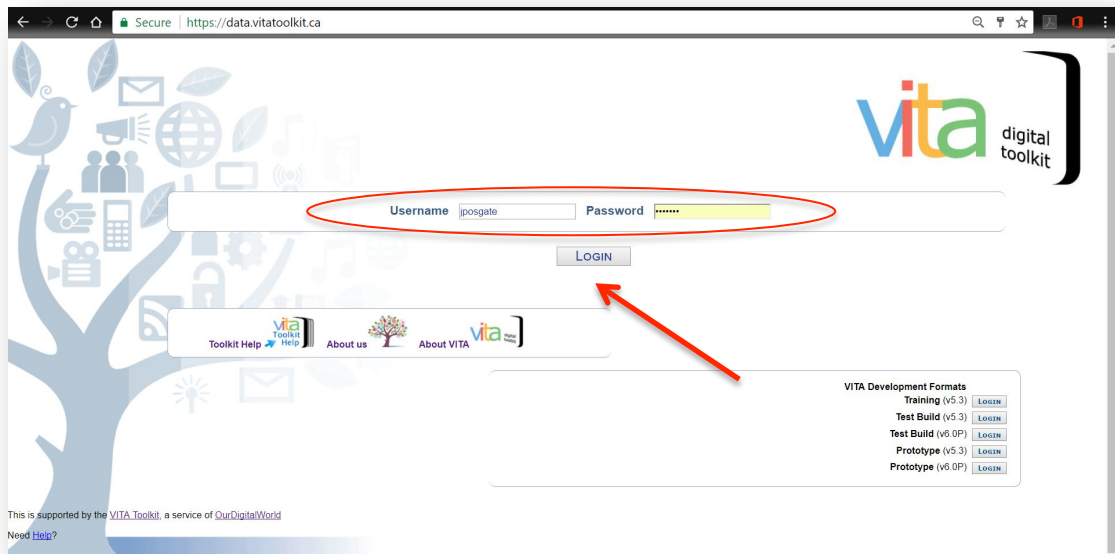 Secure | https://data.vitatoolkit.ca
vita digital toolkit
Username jposgate Password •••••••
LOGIN
Toolkit Help vita Toolkit Help About us About VITA vita digital toolkit
VITA Development Formats
Training (v5.3) LOGIN
Test Build (v5.3) LOGIN
Test Build (v6.0P) LOGIN
Prototype (v5.3) LOGIN
Prototype (v6.0P) LOGIN
This is supported by the VITA Toolkit, a service of OurDigitalWorld
Need Help?